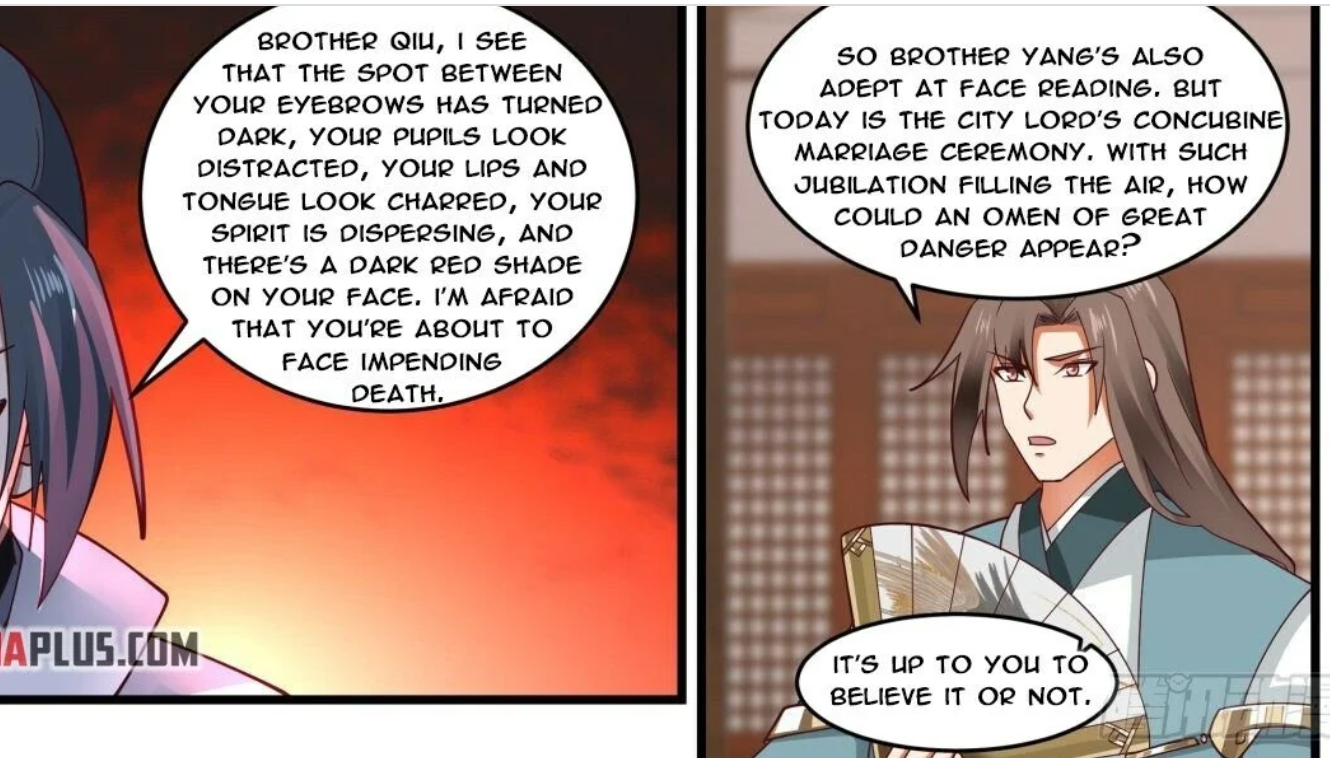 BROTHER QIU, I SEE
THAT THE SPOT BETWEEN
YOUR EYEBROWS HAS TURNED
DARK, YOUR PUPILS LOOK
DISTRACTED, YOUR LIPS AND
TONGUE LOOK CHARRED, YOUR
SPIRIT IS DISPERSING, AND
THERE'S A DARK RED SHADE
ON YOUR FACE. I'M AFRAID
THAT YOU'RE ABOUT TO
FACE IMPENDING
DEATH.
SO BROTHER YANG'S ALSO
ADEPT AT FACE READING. BUT
TODAY IS THE CITY LORD'S CONCUBINE
MARRIAGE CEREMONY. WITH SUCH
JUBILATION FILLING THE AIR, HOW
COULD AN OMEN OF GREAT
DANGER APPEAR?
IT'S UP TO YOU TO
BELIEVE IT OR NOT.
APLUS.COM
腾讯动漫